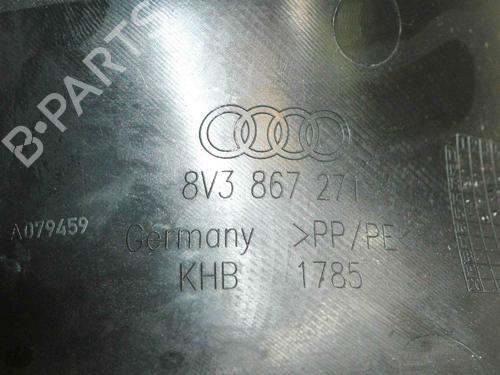 B-PARTS
8V3 867 271
A079459
Germany >PP/PE<
KHB 1785